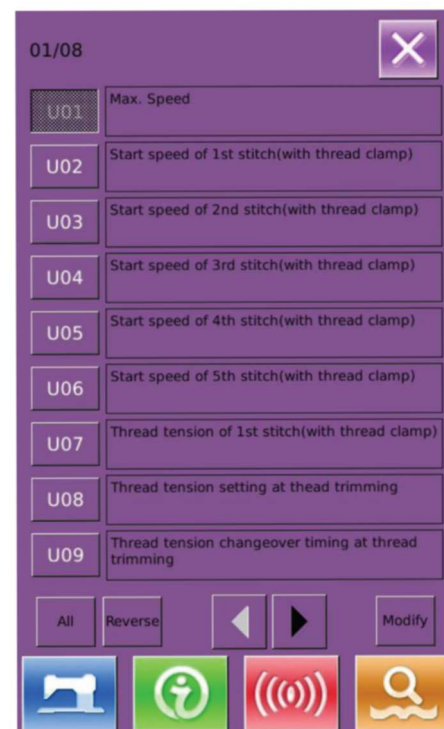 01/08
U01
Max. Speed
U02
Start speed of 1st stitch(with thread clamp)
U03
Start speed of 2nd stitch(with thread clamp)
U04
Start speed of 3rd stitch(with thread clamp)
U05
Start speed of 4th stitch(with thread clamp)
U06
Start speed of 5th stitch(with thread clamp)
U07
Thread tension of 1st stitch(with thread clamp)
U08
Thread tension setting at thead trimming
U09
Thread tension changeover timing at thread
trimming
All
Reverse
Modify